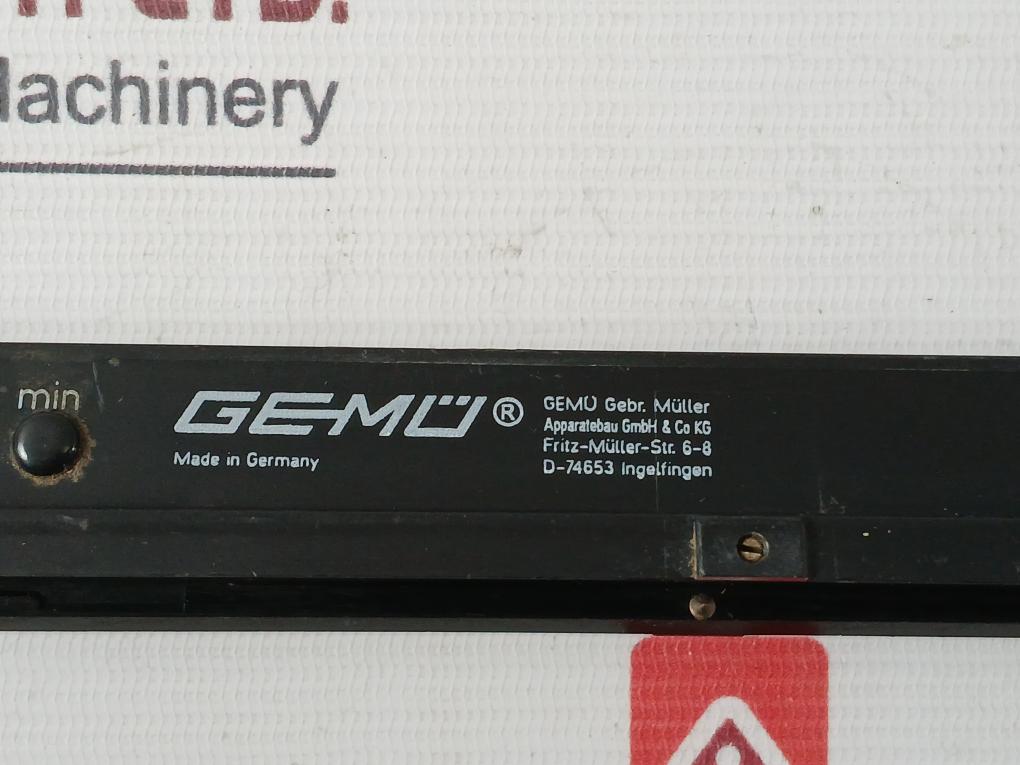 Machinery
min
GEMÜ®
Made in Germany
GEMÜ Gebr. Müller
Apparatebau GmbH & Co KG
Fritz-Müller-Str. 6-8
D-74653 Ingelfingen